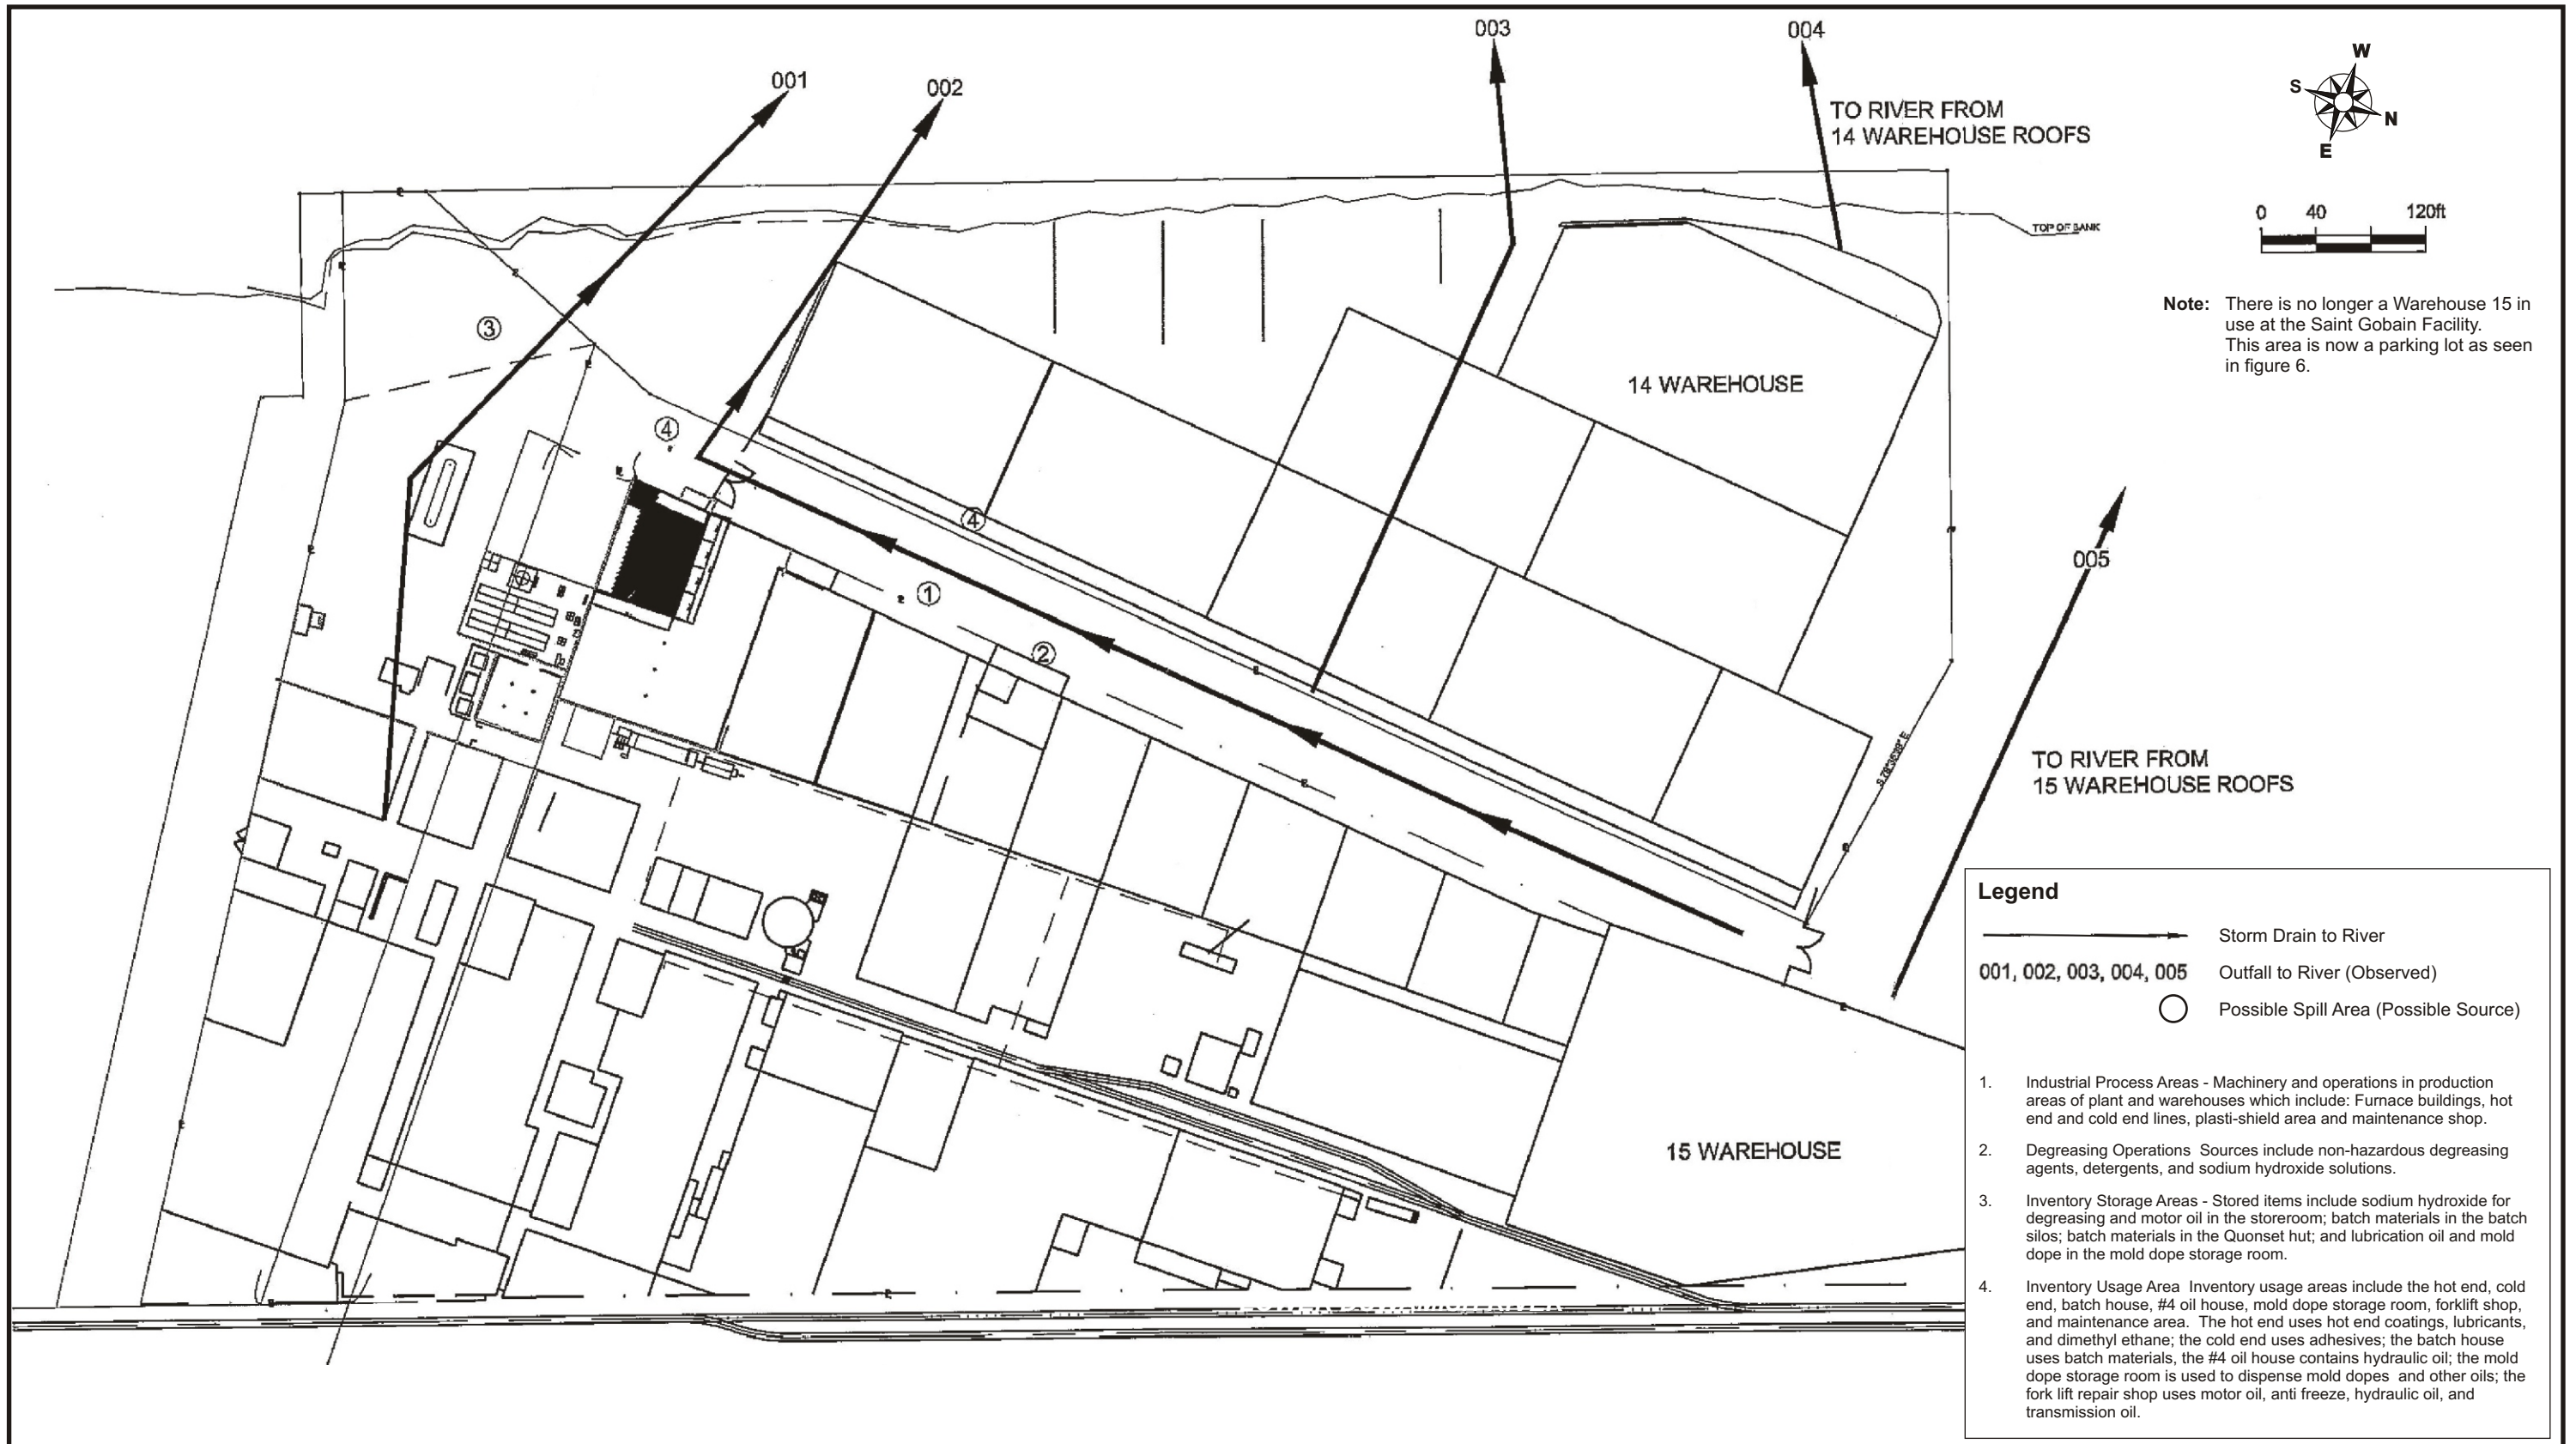 003
004
001
002
W
S
N
E
TO RIVER FROM
14 WAREHOUSE ROOFS
0 40 120ft
TOP OF BANK
Note: There is no longer a Warehouse 15 in
use at the Saint Gobain Facility.
This area is now a parking lot as seen
in figure 6.
3
14 WAREHOUSE
4
4
005
1
2
TO RIVER FROM
15 WAREHOUSE ROOFS
15 WAREHOUSE
Legend
Storm Drain to River
001, 002, 003, 004, 005 Outfall to River (Observed)
Possible Spill Area (Possible Source)
1. Industrial Process Areas - Machinery and operations in production
areas of plant and warehouses which include: Furnace buildings, hot
end and cold end lines, plasti-shield area and maintenance shop.
2. Degreasing Operations Sources include non-hazardous degreasing
agents, detergents, and sodium hydroxide solutions.
3. Inventory Storage Areas - Stored items include sodium hydroxide for
degreasing and motor oil in the storeroom; batch materials in the batch
silos; batch materials in the Quonset hut; and lubrication oil and mold
dope in the mold dope storage room.
4. Inventory Usage Area Inventory usage areas include the hot end, cold
end, batch house, #4 oil house, mold dope storage room, forklift shop,
and maintenance area. The hot end uses hot end coatings, lubricants,
and dimethyl ethane; the cold end uses adhesives; the batch house
uses batch materials, the #4 oil house contains hydraulic oil; the mold
dope storage room is used to dispense mold dopes and other oils; the
fork lift repair shop uses motor oil, anti freeze, hydraulic oil, and
transmission oil.